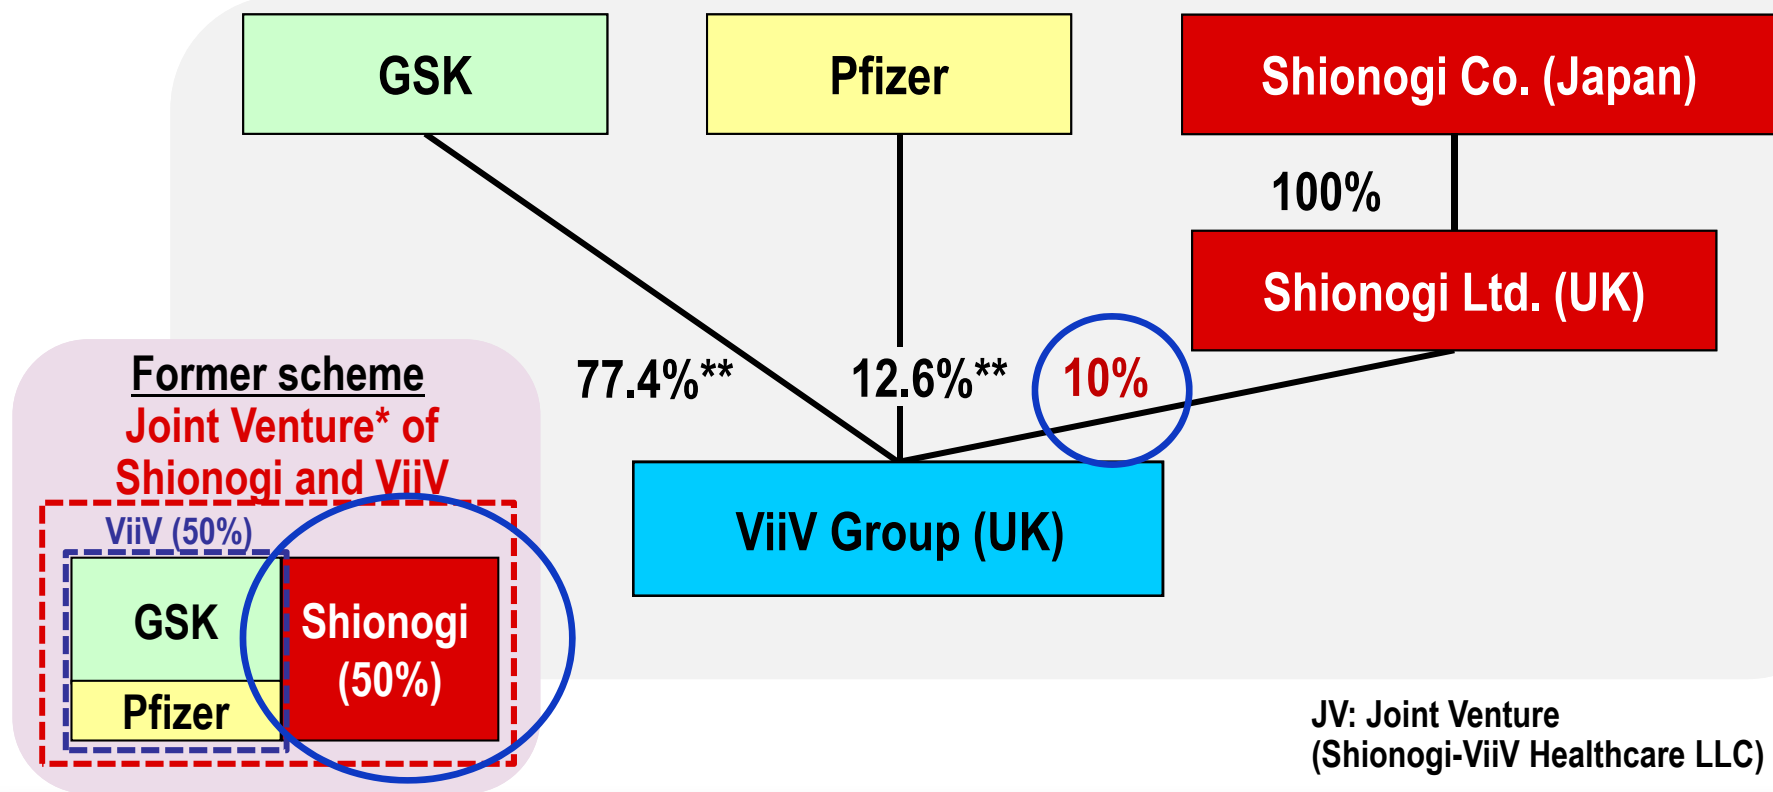 GSK
Pfizer
Shionogi Co. (Japan)
100%
Shionogi Ltd. (UK)
77.4%**
12.6%**
10%
ViiV Group (UK)
Former scheme
Joint Venture* of
Shionogi and ViiV
ViiV (50%)
GSK
Pfizer
Shionogi
(50%)
JV: Joint Venture
(Shionogi-ViiV Healthcare LLC)